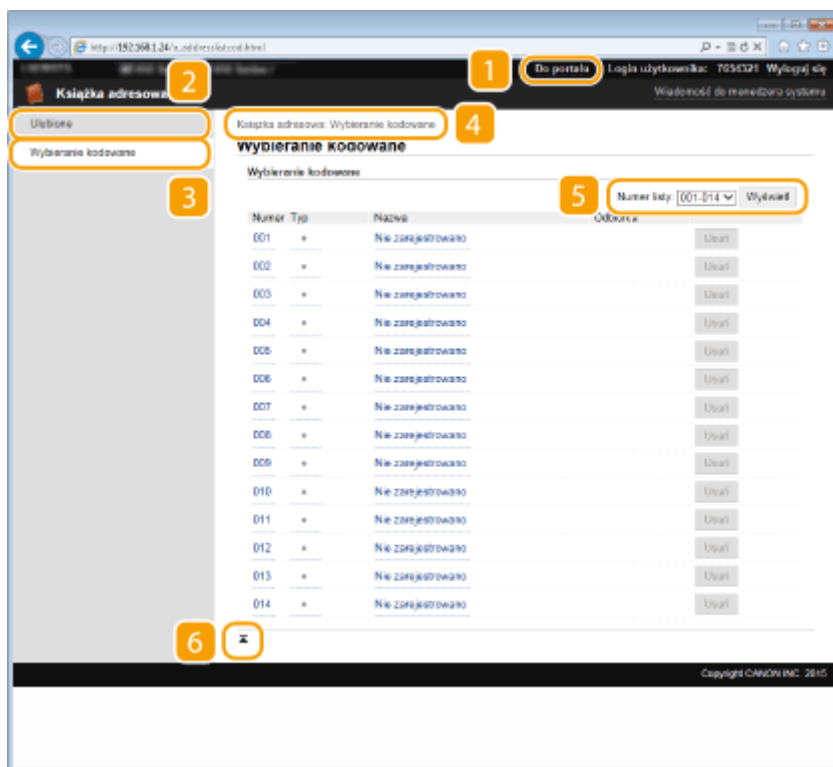 http://192.168.1.24/a_addresslistcod.html
1
Do portalu Login użytkownika: 7654321 Wyloguj się
2
Książka adresowa
Wiadomość do menedżera systemu
Ulubione
Książka adresowa: Wybieranie kodowane
4
Wybieranie kodowane
Wybieranie kodowane
3
Wybieranie kodowane
5
Numer listy: 001-014 Wyświetl
Numer Typ Nazwa Odbiorca
001 Nie zarejestrowano Usuń
002 Nie zarejestrowano Usuń
003 Nie zarejestrowano Usuń
004 Nie zarejestrowano Usuń
005 Nie zarejestrowano Usuń
006 Nie zarejestrowano Usuń
007 Nie zarejestrowano Usuń
008 Nie zarejestrowano Usuń
009 Nie zarejestrowano Usuń
010 Nie zarejestrowano Usuń
011 Nie zarejestrowano Usuń
012 Nie zarejestrowano Usuń
013 Nie zarejestrowano Usuń
014 Nie zarejestrowano Usuń
6
Copyright CANON INC. 2015